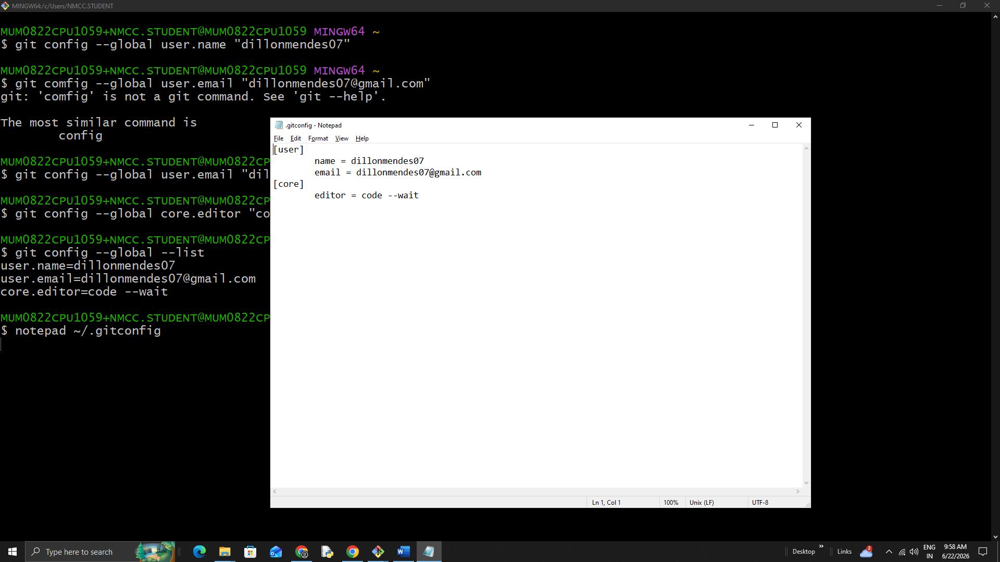 MINGW64:/c/Users/NMCC.STUDENT
MUM0822CPU1059+NMCC.STUDENT@MUM0822CPU1059 MINGW64 ~
$ git config --global user.name "dillonmendes07"
MUM0822CPU1059+NMCC.STUDENT@MUM0822CPU1059 MINGW64 ~
$ git comfig --global user.email "dillonmendes07@gmail.com"
git: 'comfig' is not a git command. See 'git --help'.
The most similar command is
config
MUM0822CPU1059+NMCC.STUDENT@MUM0822CP
$ git config --global user.email "dil
MUM0822CPU1059+NMCC.STUDENT@MUM0822CP
$ git config --global core.editor "co
MUM0822CPU1059+NMCC.STUDENT@MUM0822CP
$ git config --global --list
user.name=dillonmendes07
user.email=dillonmendes07@gmail.com
core.editor=code --wait
MUM0822CPU1059+NMCC.STUDENT@MUM0822CP
$ notepad ~/.gitconfig
.gitconfig - Notepad
File Edit Format View Help
[user]
name = dillonmendes07
email = dillonmendes07@gmail.com
[core]
editor = code --wait
Ln 1, Col 1 100% Unix (LF) UTF-8
Type here to search
Desktop » Links 2 ENG IN 9:58 AM 6/22/2026